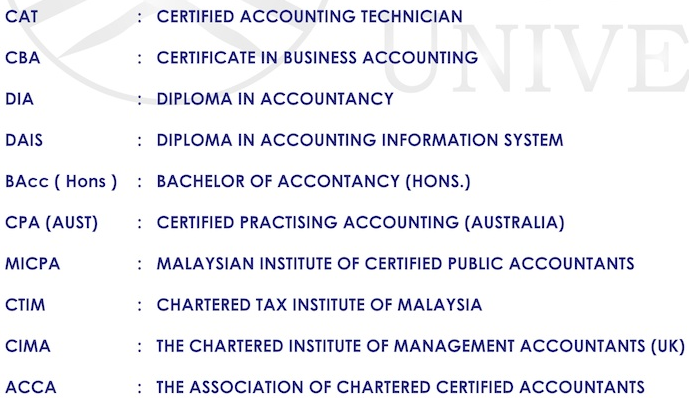 UNIVE
CAT : CERTIFIED ACCOUNTING TECHNICIAN
CBA : CERTIFICATE IN BUSINESS ACCOUNTING
DIA : DIPLOMA IN ACCOUNTANCY
DAIS : DIPLOMA IN ACCOUNTING INFORMATION SYSTEM
BAcc ( Hons ) : BACHELOR OF ACCONTANCY (HONS.)
CPA (AUST) : CERTIFIED PRACTISING ACCOUNTING (AUSTRALIA)
MICPA : MALAYSIAN INSTITUTE OF CERTIFIED PUBLIC ACCOUNTANTS
CTIM : CHARTERED TAX INSTITUTE OF MALAYSIA
CIMA : THE CHARTERED INSTITUTE OF MANAGEMENT ACCOUNTANTS (UK)
ACCA : THE ASSOCIATION OF CHARTERED CERTIFIED ACCOUNTANTS